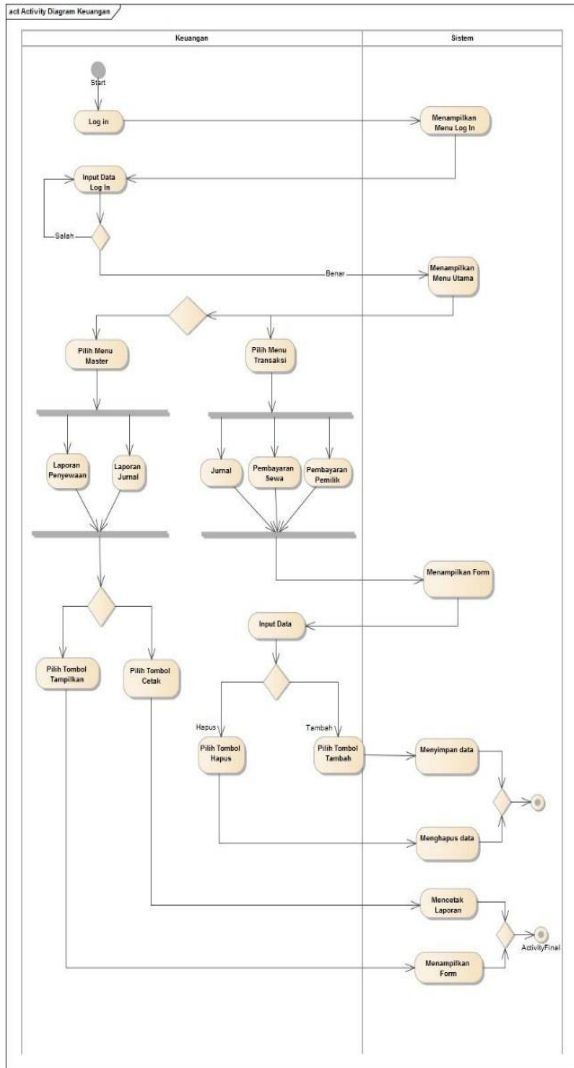 act Activity Diagram Keuangan
Keuangan
Sistem
Start
Log in
Menampilkan
Menu Log In
Input Data
Log In
Salah
Benar
Menampilkan
Menu Utama
Pilih Menu
Master
Pilih Menu
Transaksi
Laporan
Penyewaan
Laporan
Jurnal
Jurnal
Pembayaran
Sewa
Pembayaran
Pemilik
Menampilkan Form
Input Data
Pilih Tombol
Tampilkan
Pilih Tombol
Cetak
Hapus
Tambah
Pilih Tombol
Hapus
Pilih Tombol
Tambah
Menyimpan data
Menghapus data
Mencetak
Laporan
ActivityFinal
Menampilkan
Form